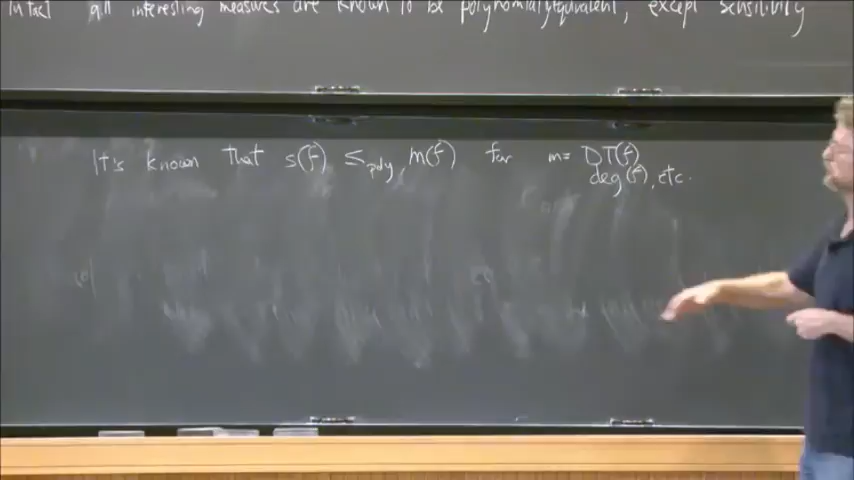 In fact all interesting measures are known to be polynomially equivalent, except sensitivity
It's known that s(f) ≤poly m(f) for m= DT(f)
deg(f), etc.